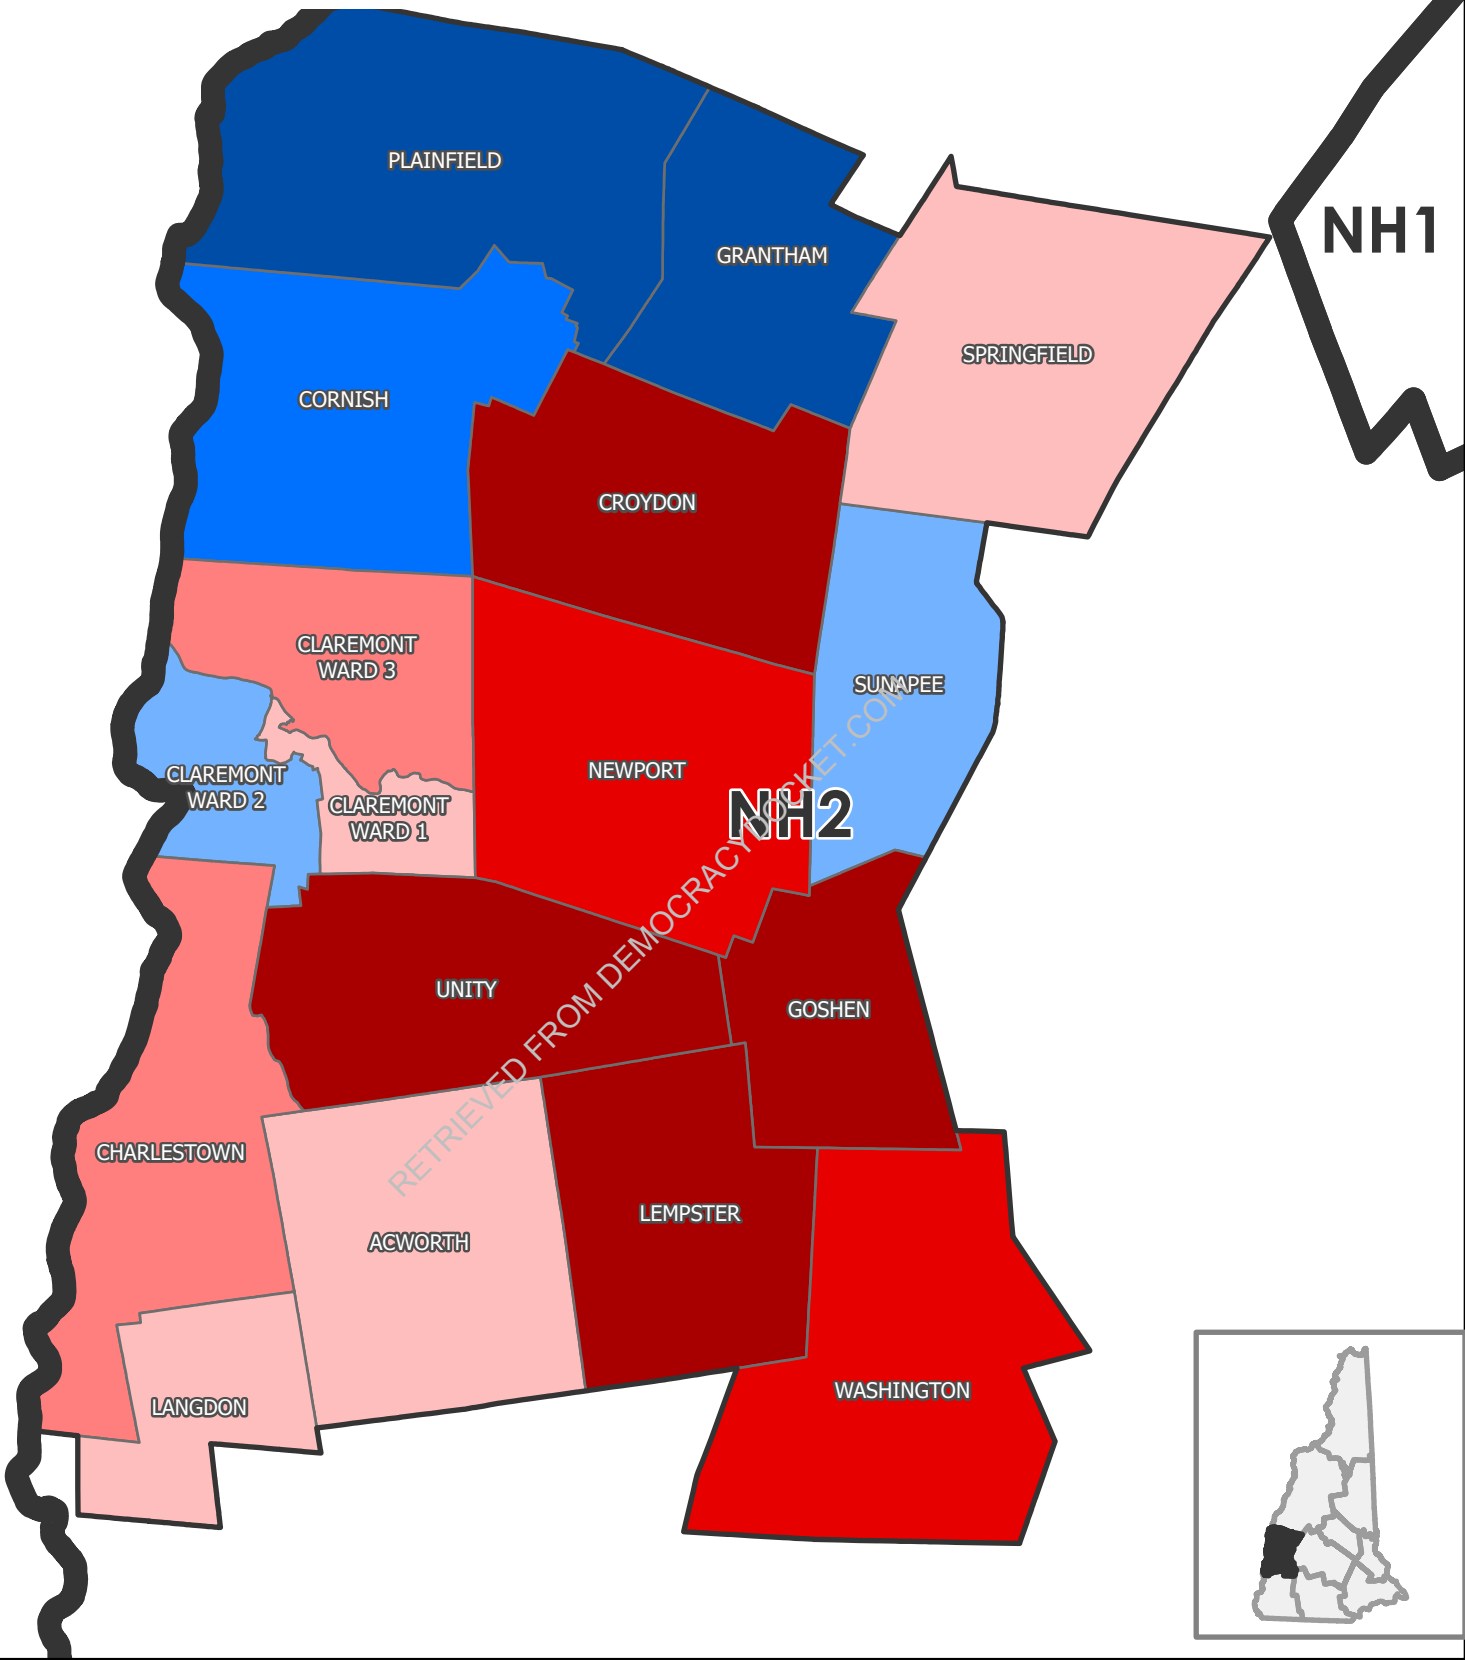 PLAINFIELD
NH1
GRANTHAM
SPRINGFIELD
CORNISH
CROYDON
CLAREMONT
WARD 3
SUNAPEE
NEWPORT
CLAREMONT
WARD 2
CLAREMONT
WARD 1
NH2
RETRIEVED FROM DEMOCRACYDOCKET.COM
UNITY
GOSHEN
CHARLESTOWN
LEMPSTER
ACWORTH
WASHINGTON
LANGDON